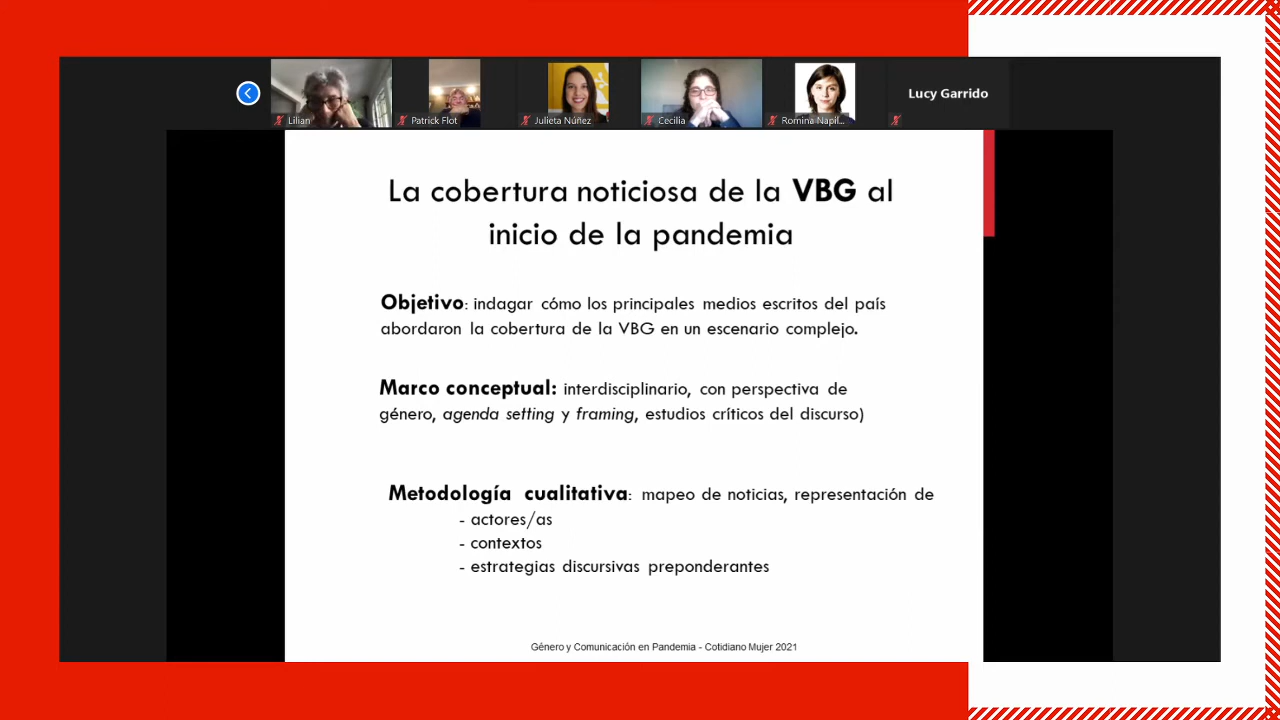 Lilian
Patrick Flot
Julieta Núñez
Cecilia
Romina Napil...
Lucy Garrido
La cobertura noticiosa de la VBG al
inicio de la pandemia
Objetivo: indagar cómo los principales medios escritos del país
abordaron la cobertura de la VBG en un escenario complejo.
Marco conceptual: interdisciplinario, con perspectiva de
género, agenda setting y framing, estudios críticos del discurso)
Metodología cualitativa: mapeo de noticias, representación de
- actores/as
- contextos
- estrategias discursivas preponderantes
Género y Comunicación en Pandemia - Cotidiano Mujer 2021